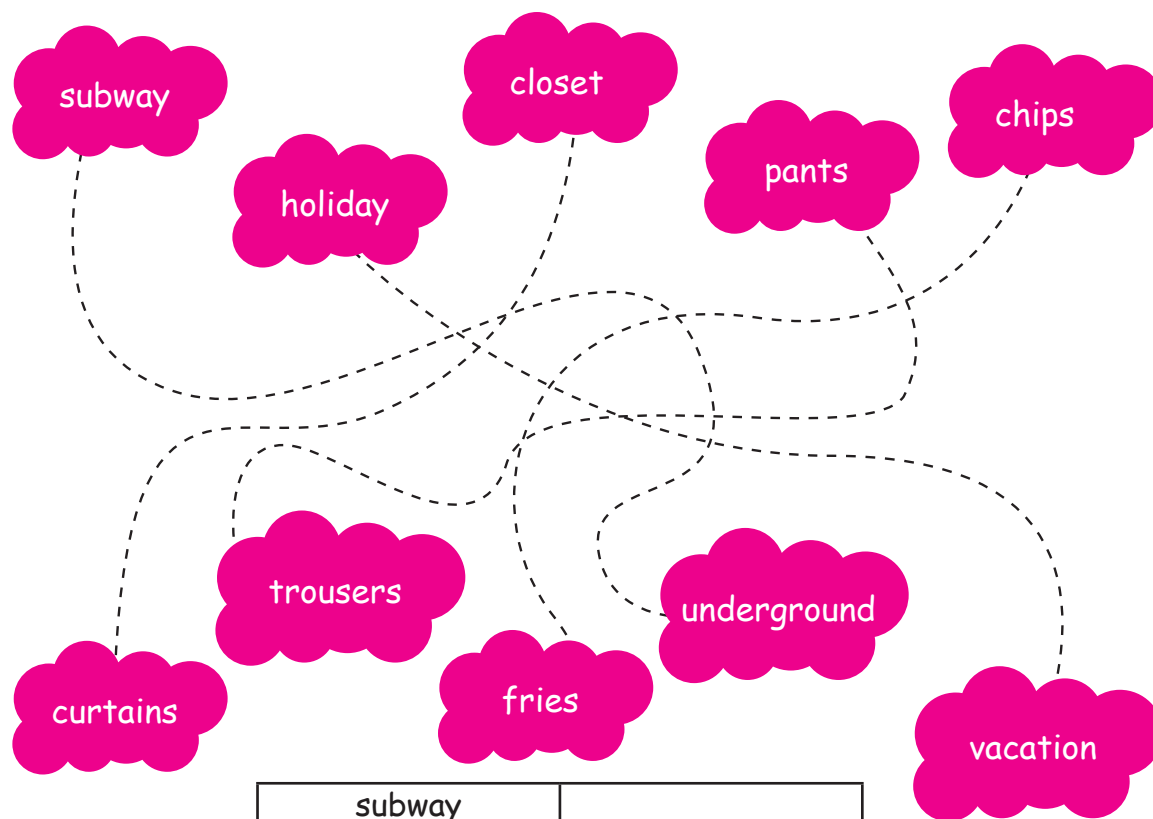 subway
closet
chips
pants
holiday
trousers
underground
curtains
fries
vacation
subway